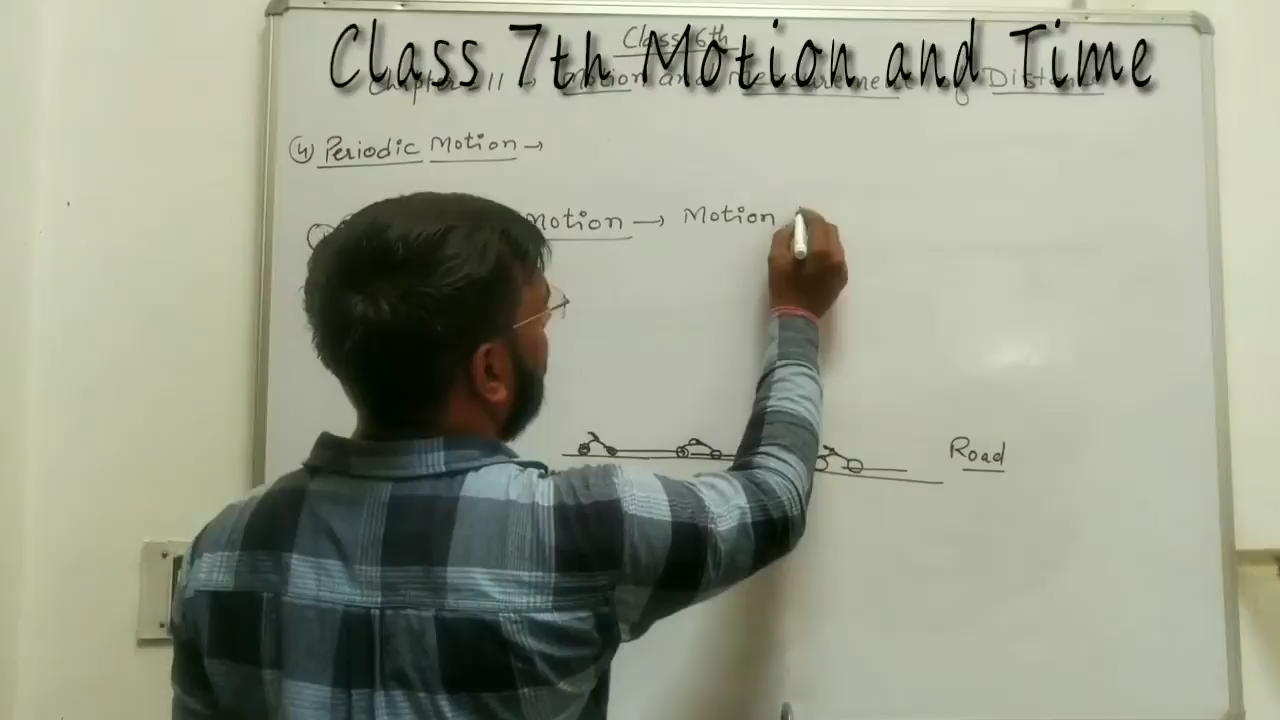 Class 7th Motion and Time
Class 6th
Chapter 11 → Motion and Measurement of Distances
④ Periodic Motion →
Motion → Motion
Road